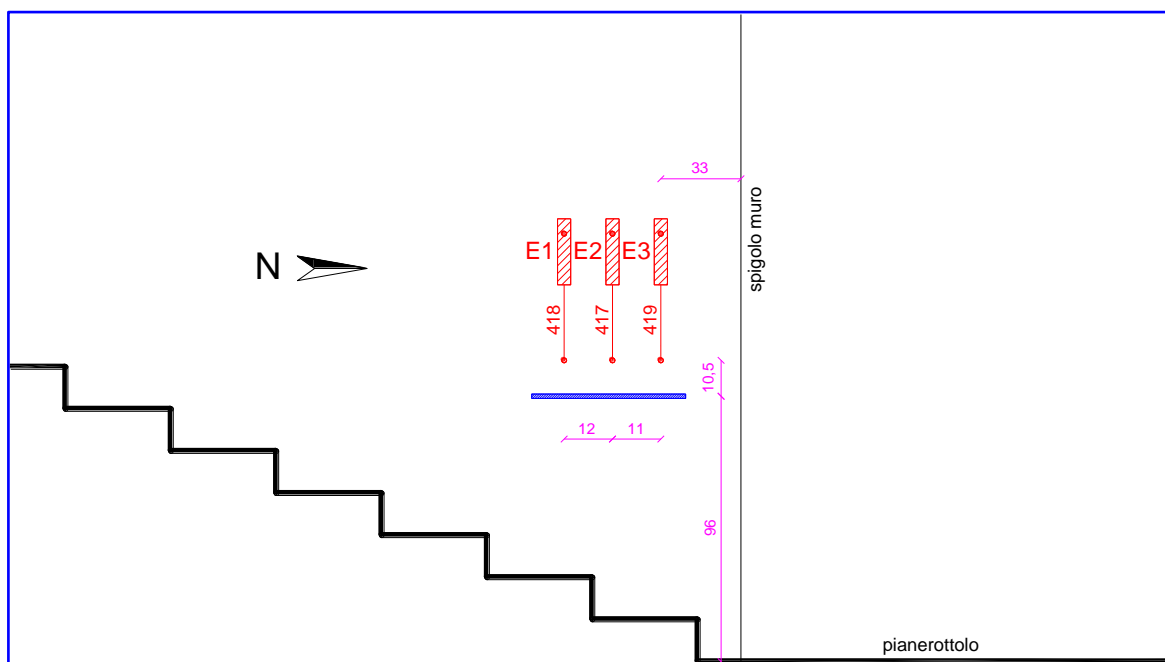 33
spigolo muro
E1 E2 E3
N
418 417 419
10,5
12 11
96
pianerottolo